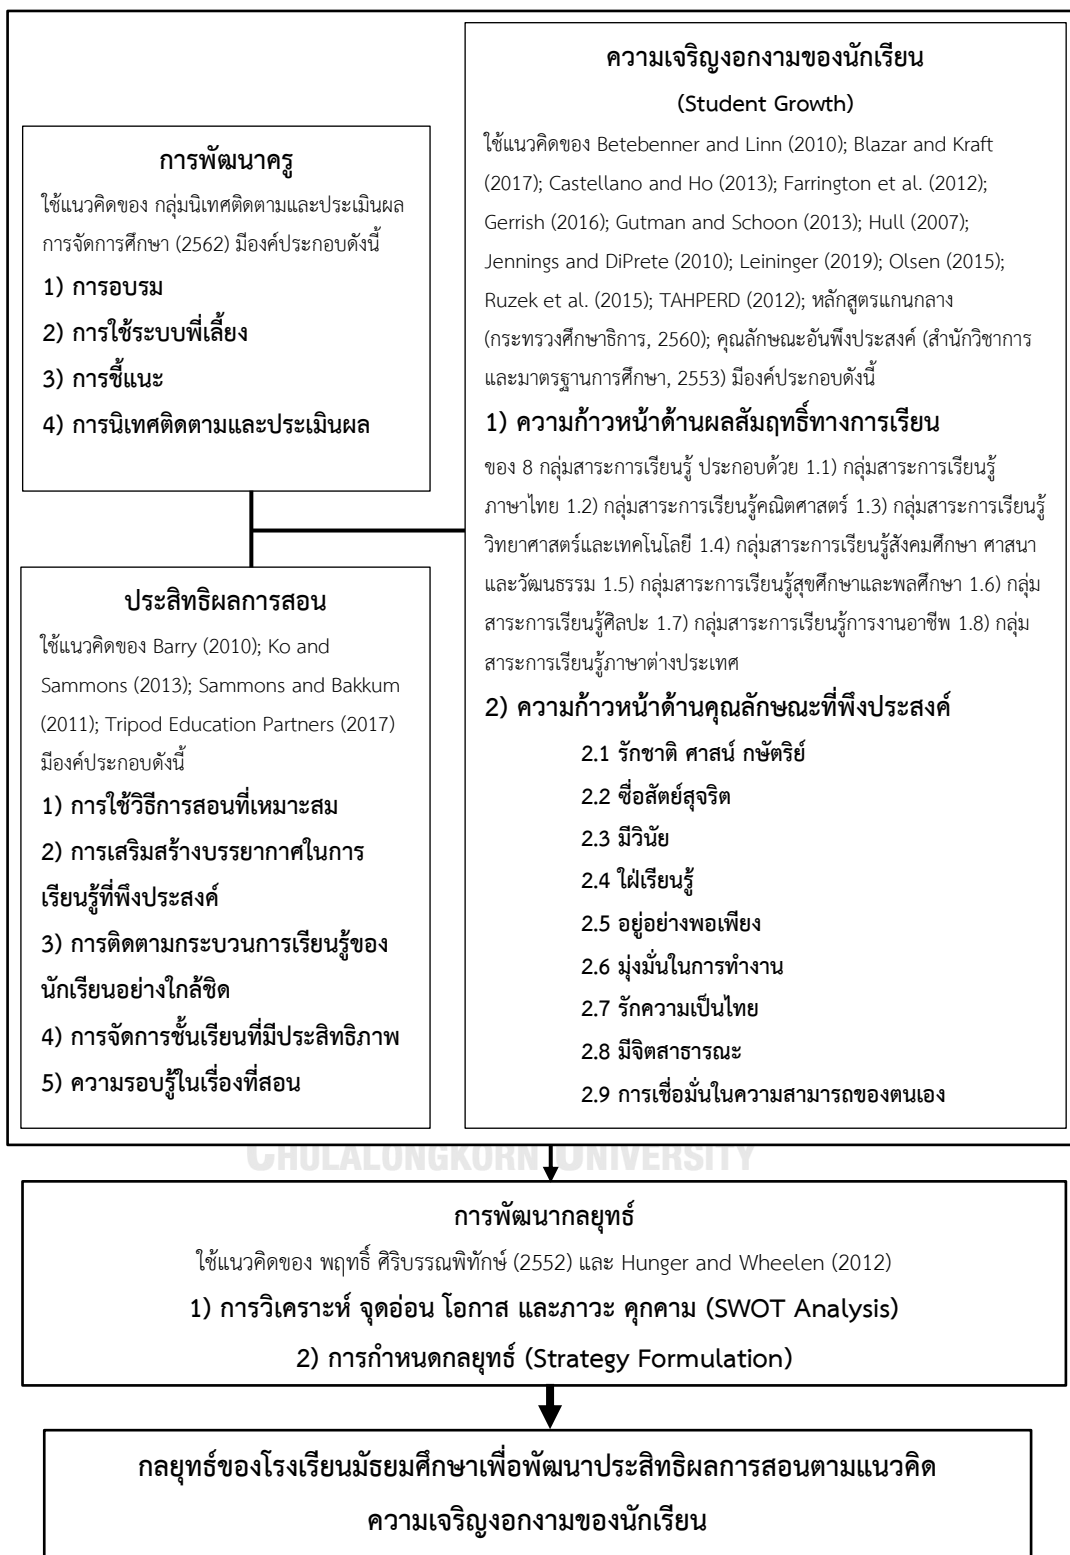 การพัฒนาครู
ใช้แนวคิดของ กลุ่มนิเทศติดตามและประเมินผล
การจัดการศึกษา (2562) มีองค์ประกอบดังนี้
1) การอบรม
2) การใช้ระบบพี่เลี้ยง
3) การชี้แนะ
4) การนิเทศติดตามและประเมินผล
ประสิทธิผลการสอน
ใช้แนวคิดของ Barry (2010); Ko and
Sammons (2013); Sammons and Bakkum
(2011); Tripod Education Partners (2017)
มีองค์ประกอบดังนี้
1) การใช้วิธีการสอนที่เหมาะสม
2) การเสริมสร้างบรรยากาศในการ
เรียนรู้ที่พึงประสงค์
3) การติดตามกระบวนการเรียนรู้ของ
นักเรียนอย่างใกล้ชิด
4) การจัดการชั้นเรียนที่มีประสิทธิภาพ
5) ความรอบรู้ในเรื่องที่สอน
ความเจริญงอกงามของนักเรียน
(Student Growth)
ใช้แนวคิดของ Betebenner and Linn (2010); Blazar and Kraft
(2017); Castellano and Ho (2013); Farrington et al. (2012);
Gerrish (2016); Gutman and Schoon (2013); Hull (2007);
Jennings and DiPrete (2010); Leininger (2019); Olsen (2015);
Ruzek et al. (2015); TAHPERD (2012); หลักสูตรแกนกลาง
(กระทรวงศึกษาธิการ, 2560); คุณลักษณะอันพึงประสงค์ (สำนักวิชาการ
และมาตรฐานการศึกษา, 2553) มีองค์ประกอบดังนี้
1) ความก้าวหน้าด้านผลสัมฤทธิ์ทางการเรียน
ของ 8 กลุ่มสาระการเรียนรู้ ประกอบด้วย 1.1) กลุ่มสาระการเรียนรู้
ภาษาไทย 1.2) กลุ่มสาระการเรียนรู้คณิตศาสตร์ 1.3) กลุ่มสาระการเรียนรู้
วิทยาศาสตร์และเทคโนโลยี 1.4) กลุ่มสาระการเรียนรู้สังคมศึกษา ศาสนา
และวัฒนธรรม 1.5) กลุ่มสาระการเรียนรู้สุขศึกษาและพลศึกษา 1.6) กลุ่ม
สาระการเรียนรู้ศิลปะ 1.7) กลุ่มสาระการเรียนรู้การงานอาชีพ 1.8) กลุ่ม
สาระการเรียนรู้ภาษาต่างประเทศ
2) ความก้าวหน้าด้านคุณลักษณะที่พึงประสงค์
2.1 รักชาติ ศาสน์ กษัตริย์
2.2 ซื่อสัตย์สุจริต
2.3 มีวินัย
2.4 ใฝ่เรียนรู้
2.5 อยู่อย่างพอเพียง
2.6 มุ่งมั่นในการทำงาน
2.7 รักความเป็นไทย
2.8 มีจิตสาธารณะ
2.9 การเชื่อมั่นในความสามารถของตนเอง
CHULALONGKORN UNIVERSITY
การพัฒนากลยุทธ์
ใช้แนวคิดของ พฤทธิ์ ศิริบรรณพิทักษ์ (2552) และ Hunger and Wheelen (2012)
1) การวิเคราะห์ จุดอ่อน โอกาส และภาวะ คุกคาม (SWOT Analysis)
2) การกำหนดกลยุทธ์ (Strategy Formulation)
กลยุทธ์ของโรงเรียนมัธยมศึกษาเพื่อพัฒนาประสิทธิผลการสอนตามแนวคิด
ความเจริญงอกงามของนักเรียน